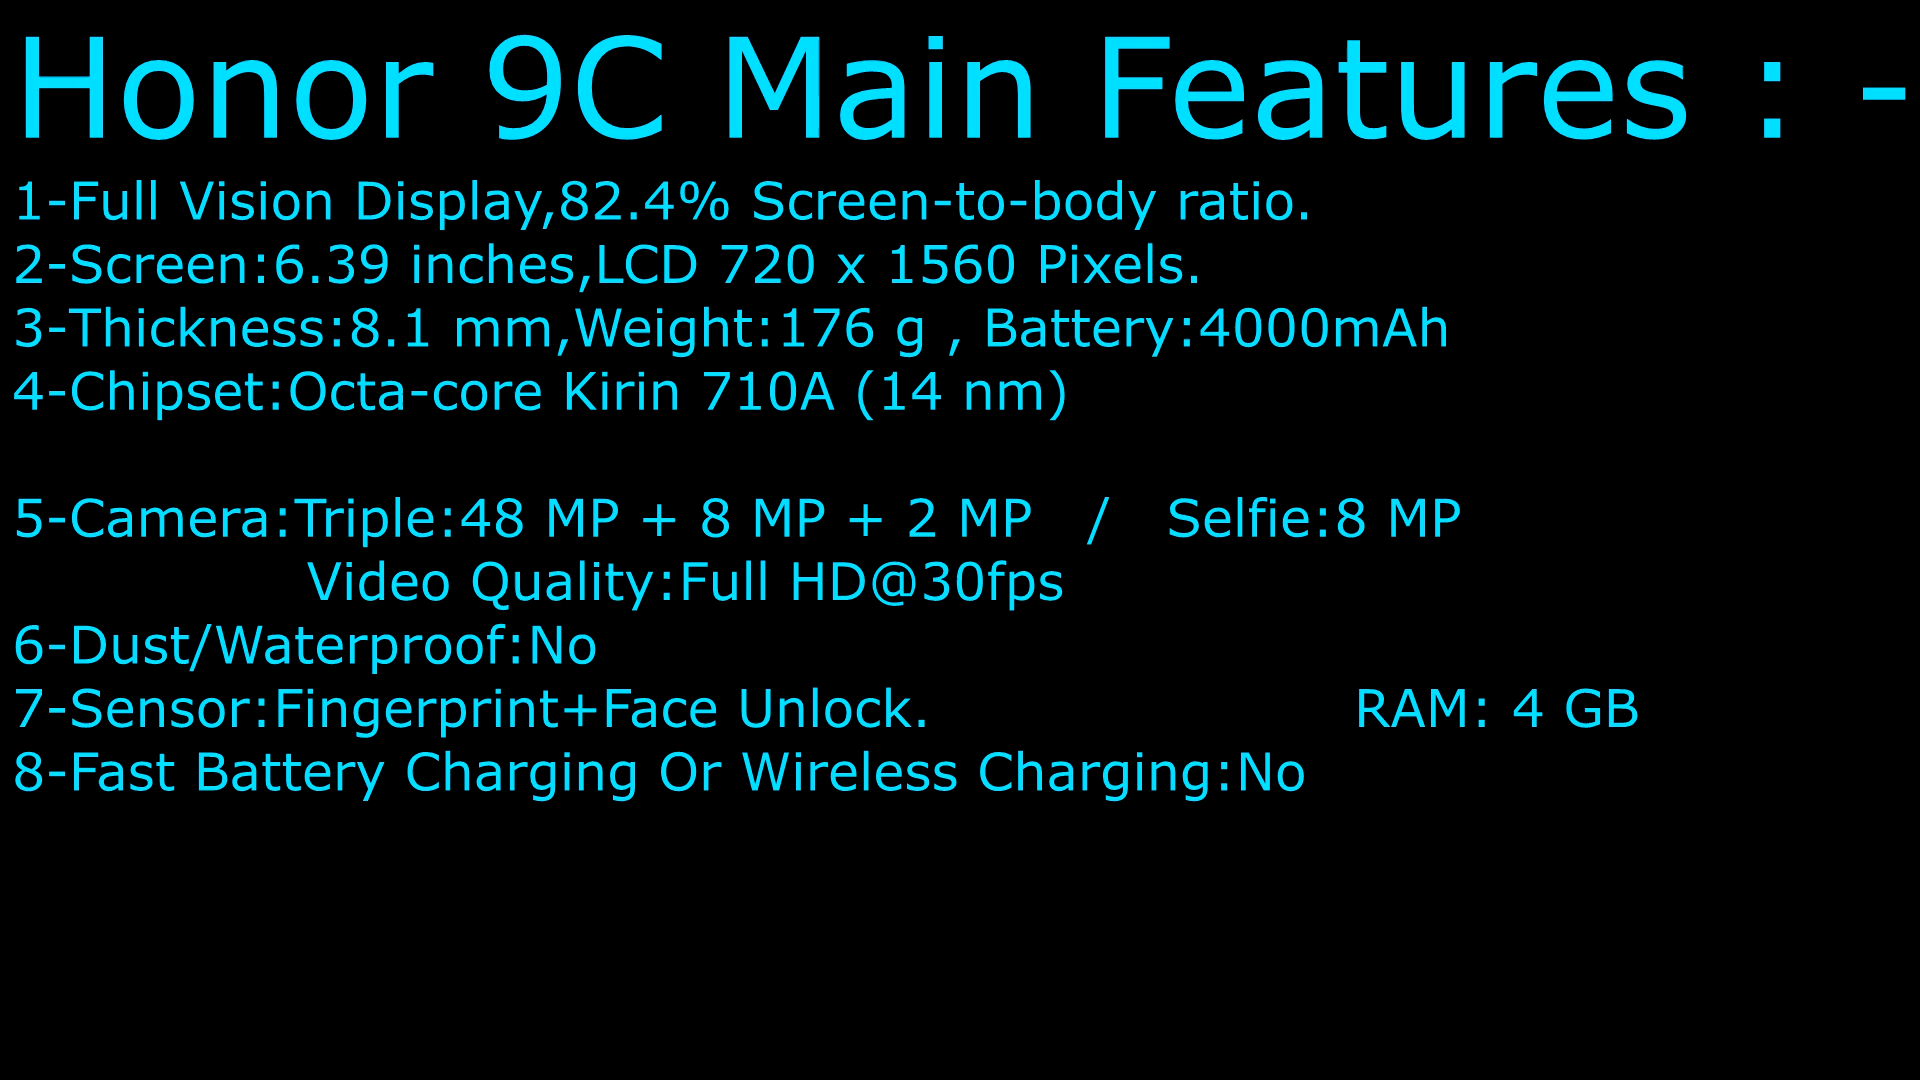 Honor 9C Main Features : -
1-Full Vision Display,82.4% Screen-to-body ratio.
2-Screen:6.39 inches,LCD 720 x 1560 Pixels.
3-Thickness:8.1 mm,Weight:176 g , Battery:4000mAh
4-Chipset:Octa-core Kirin 710A (14 nm)
5-Camera:Triple:48 MP + 8 MP + 2 MP / Selfie:8 MP
Video Quality:Full HD@30fps
6-Dust/Waterproof:No
7-Sensor:Fingerprint+Face Unlock. RAM: 4 GB
8-Fast Battery Charging Or Wireless Charging:No